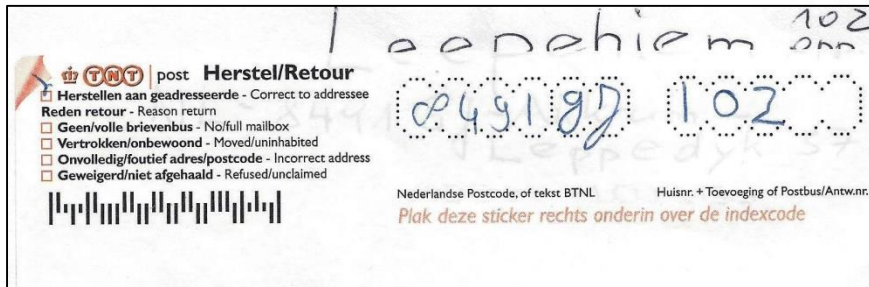 102
TNT post Herstel/Retour
Herstellen aan geadresseerde - Correct to addressee
Reden retour - Reason return
Geen/volle brievenbus - No/full mailbox
Vertrokken/onbewoond - Moved/uninhabited
Onvolledig/foutief adres/postcode - Incorrect address
Geweigerd/niet afgehaald - Refused/unclaimed
8491 gJ 102
Nederlandse Postcode, of tekst BTNL
Huisnr. + Toevoeging of Postbus/Antw.nr.
Plak deze sticker rechts onderin over de indexcode